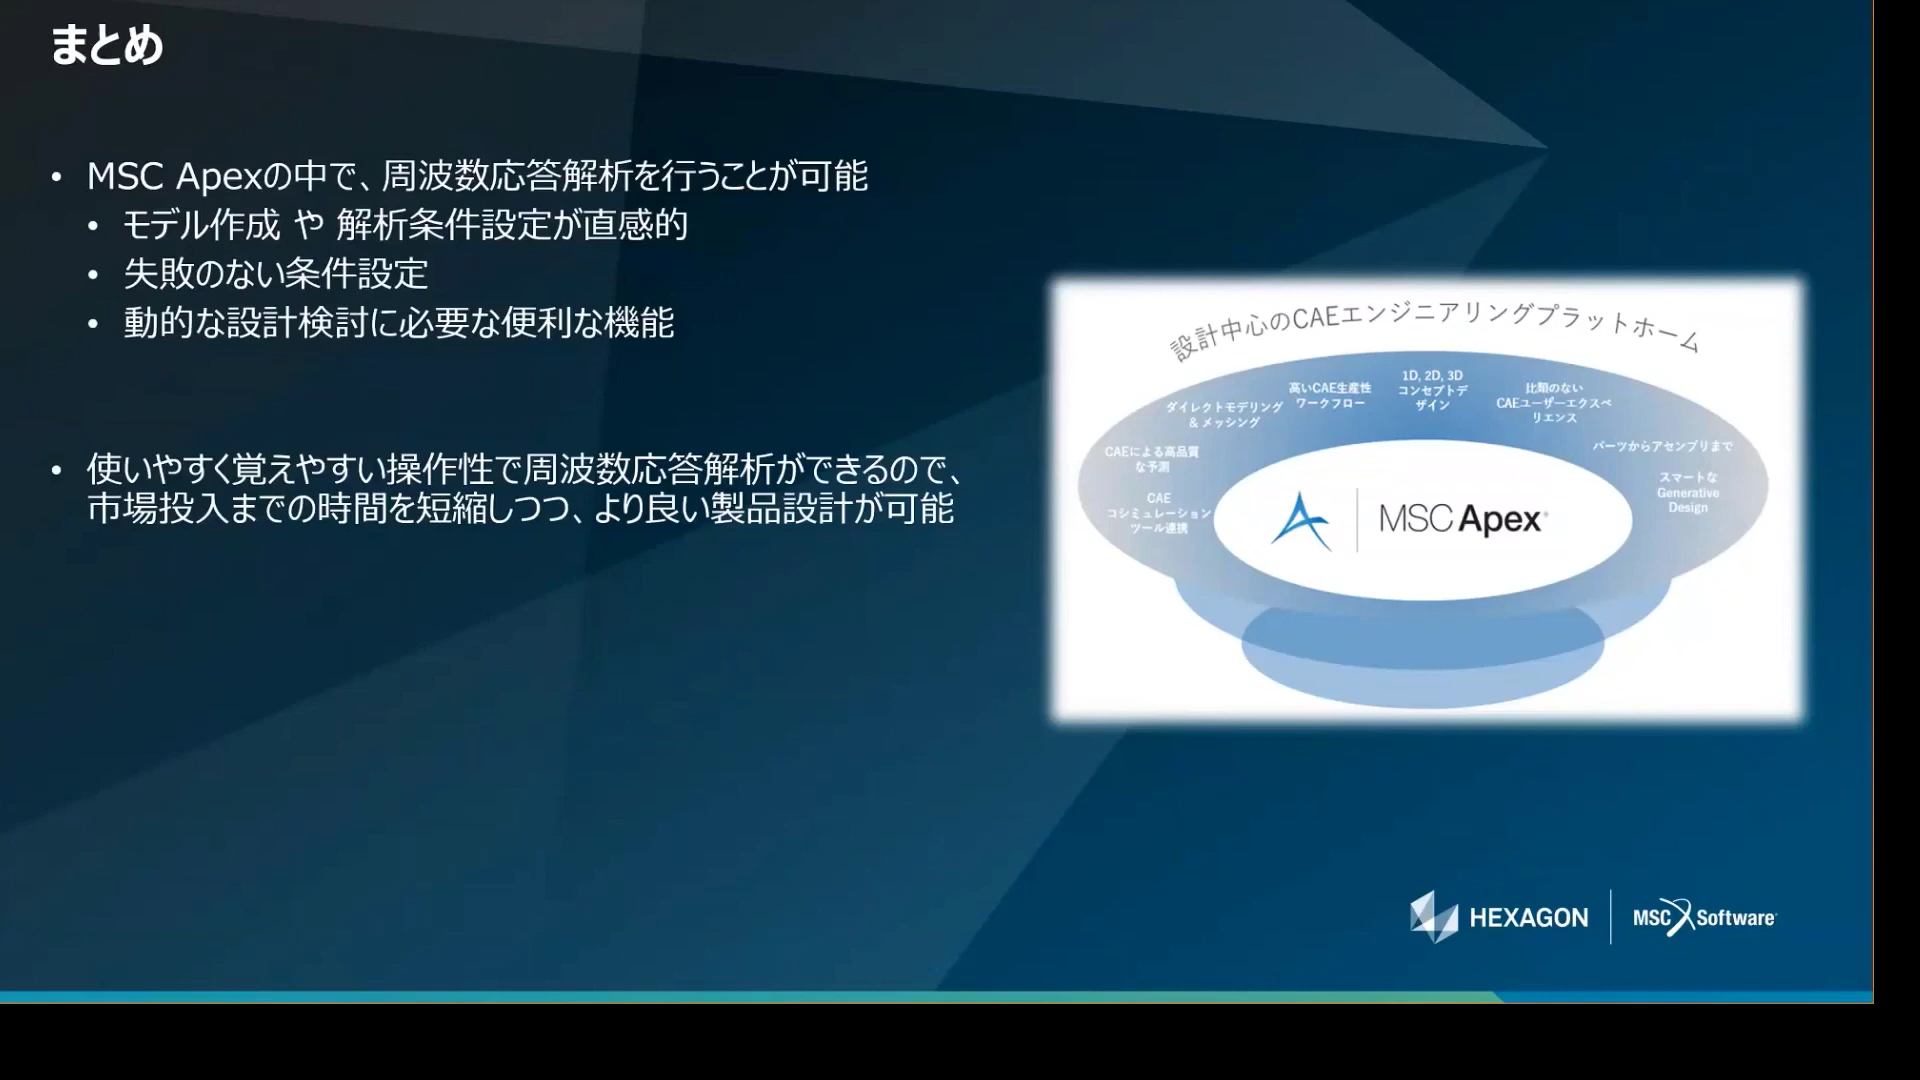 まとめ
• MSC Apexの中で、周波数応答解析を行うことが可能
• モデル作成 や 解析条件設定が直感的
• 失敗のない条件設定
• 動的な設計検討に必要な便利な機能
• 使いやすく覚えやすい操作性で周波数応答解析ができるので、
市場投入までの時間を短縮しつつ、より良い製品設計が可能
設計中心のCAEエンジニアリングプラットホーム
CAE
コシミュレーション
ツール連携
CAEによる高品質
な予測
ダイレクトモデリング
& メッシング
高いCAE生産性
ワークフロー
1D, 2D, 3D
コンセプトデ
ザイン
比類のない
CAEユーザーエクスペ
リエンス
パーツからアセンブリまで
スマートな
Generative
Design
MSC Apex
HEXAGON
MSC Software